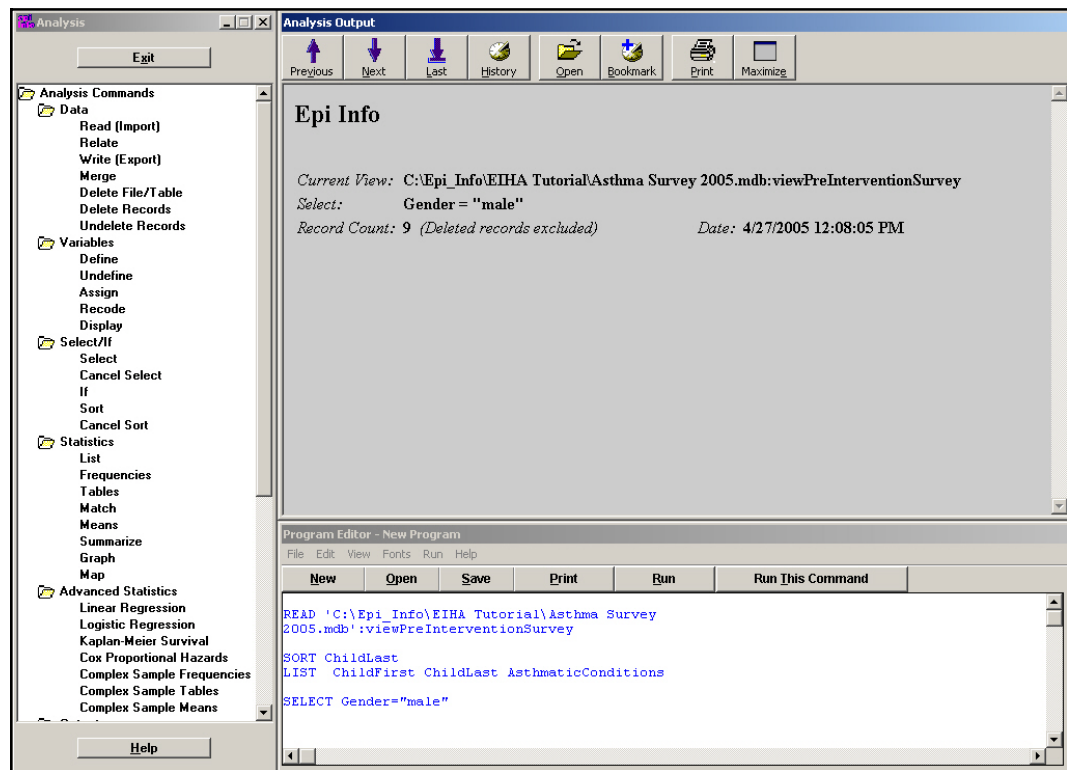 Analysis
Exit
Analysis Commands
Data
Read (Import)
Relate
Write (Export)
Merge
Delete File/Table
Delete Records
Undelete Records
Variables
Define
Undefine
Assign
Recode
Display
Select/If
Select
Cancel Select
If
Sort
Cancel Sort
Statistics
List
Frequencies
Tables
Match
Means
Summarize
Graph
Map
Advanced Statistics
Linear Regression
Logistic Regression
Kaplan-Meier Survival
Cox Proportional Hazards
Complex Sample Frequencies
Complex Sample Tables
Complex Sample Means
Help
Analysis Output
Previous Next Last History Open Bookmark Print Maximize
Epi Info
Current View: C:\Epi_Info\EIHA Tutorial\Asthma Survey 2005.mdb:viewPreInterventionSurvey
Select: Gender = "male"
Record Count: 9 (Deleted records excluded) Date: 4/27/2005 12:08:05 PM
Program Editor - New Program
File Edit View Fonts Run Help
New Open Save Print Run Run This Command
READ 'C:\Epi_Info\EIHA Tutorial\Asthma Survey
2005.mdb':viewPreInterventionSurvey
SORT ChildLast
LIST ChildFirst ChildLast AsthmaticConditions
SELECT Gender="male"